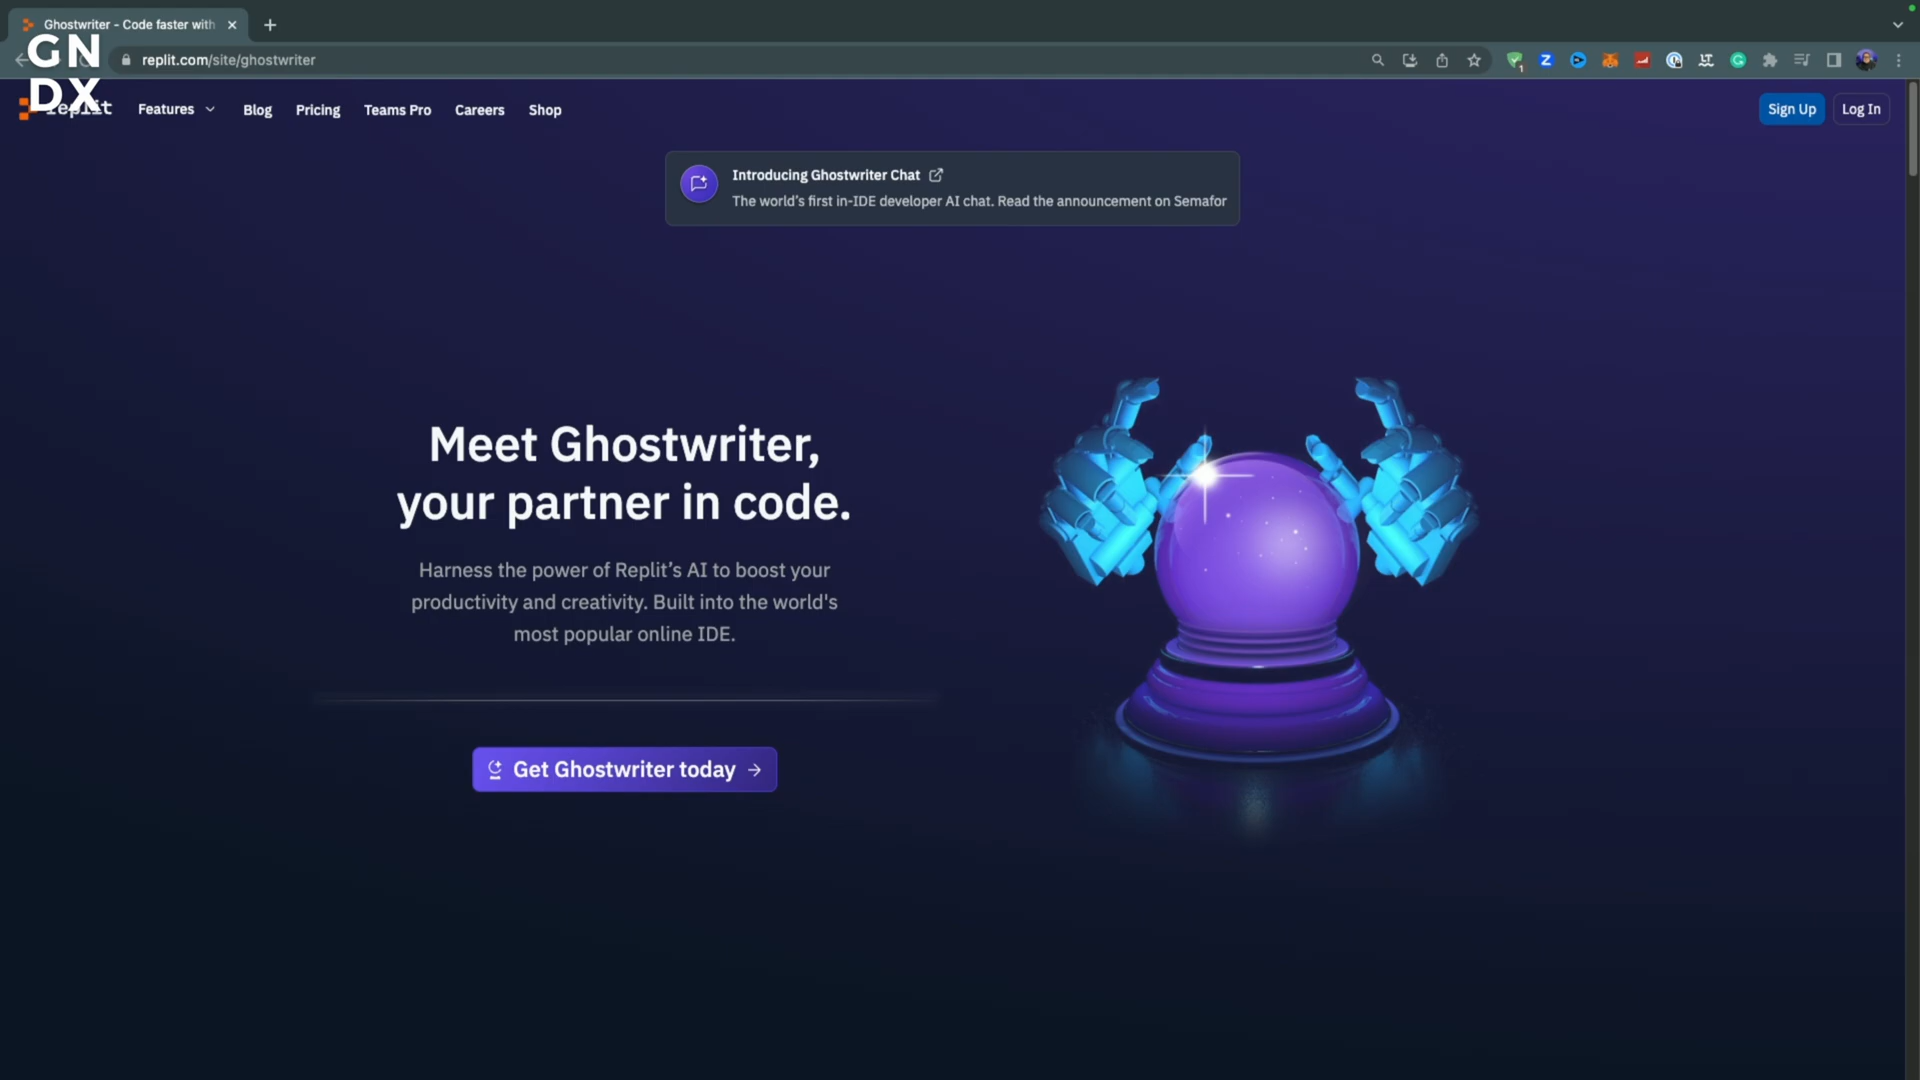 Ghostwriter - Code faster with
GN
DX
replit.com/site/ghostwriter
replit
Features
Blog
Pricing
Teams Pro
Careers
Shop
Sign Up
Log In
Introducing Ghostwriter Chat
The world's first in-IDE developer AI chat. Read the announcement on Semafor
Meet Ghostwriter,
your partner in code.
Harness the power of Replit’s AI to boost your
productivity and creativity. Built into the world's
most popular online IDE.
Get Ghostwriter today